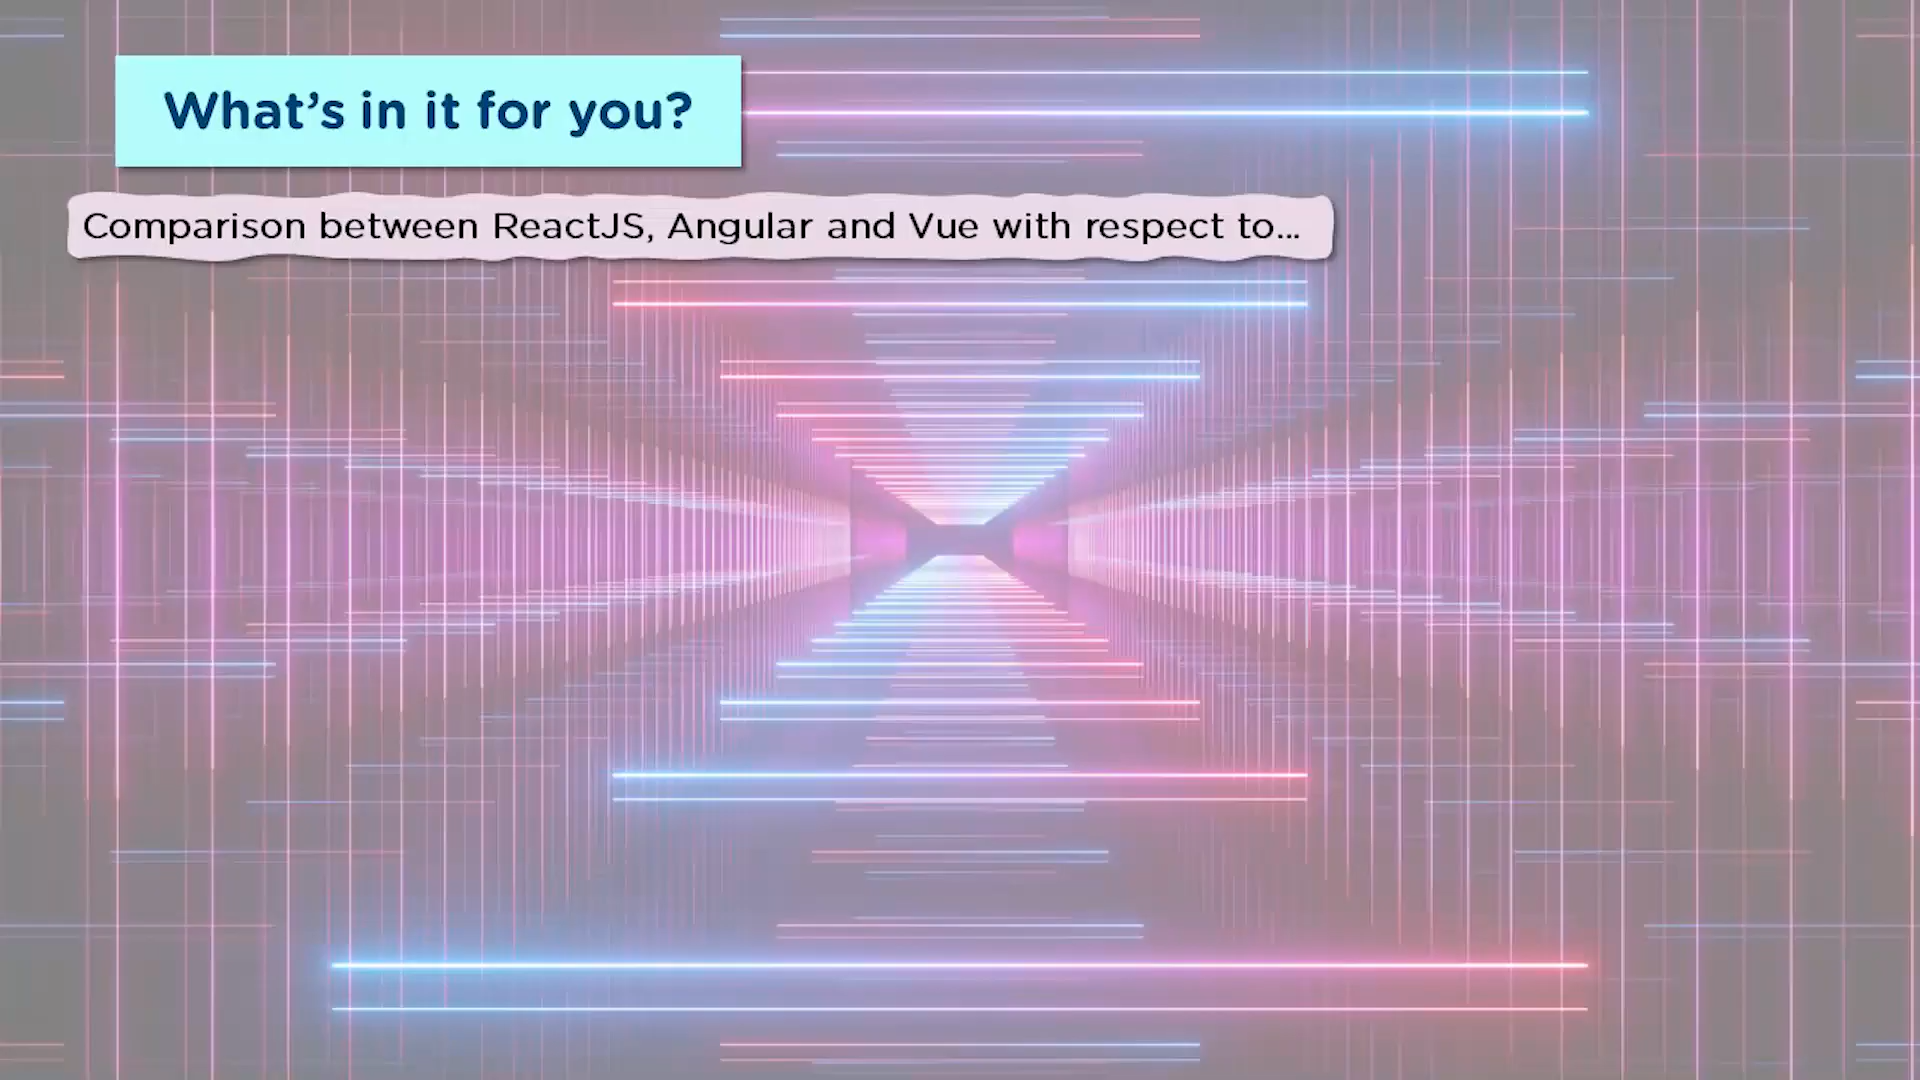 What’s in it for you?
Comparison between ReactJS, Angular and Vue with respect to...